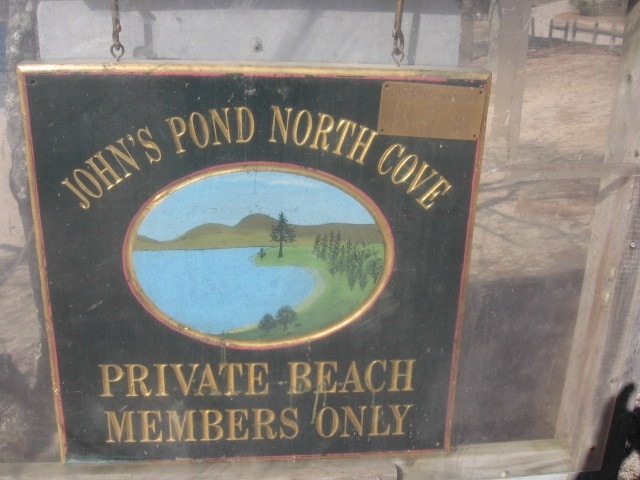 JOHN'S POND NORTH COVE
PRIVATE BEACH
MEMBERS ONLY